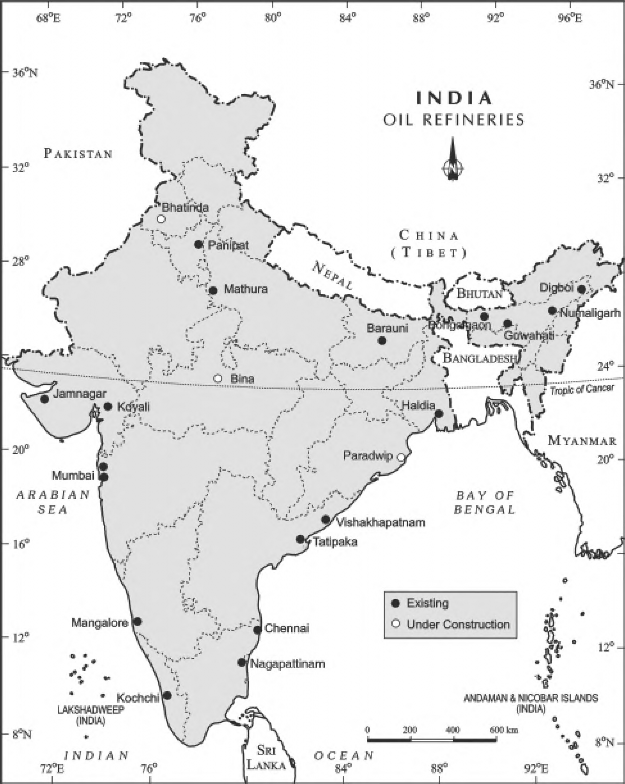 68°E 72° 76° 80° 84° 88° 92° 96°E
36°N
36°N
INDIA
OIL REFINERIES
PAKISTAN
32°
32°
Bhatinda
CHINA
(TIBET)
Panipat
28°
28°
NEPAL
Mathura
BHUTAN
Digboi
Numaligarh
Bongaigaon
Guwahati
Barauni
BANGLADESH
24°
Bina
Tropic of Cancer
Jamnagar
Koyali
Haldia
MYANMAR
20°
20°
Paradwip
Mumbai
ARABIAN
SEA
BAY OF
BENGAL
Vishakhapatnam
Tatipaka
16°
Existing
Under Construction
Mangalore
Chennai
12°
12°
Nagapattinam
Kochchi
LAKSHADWEEP
(INDIA)
ANDAMAN & NICOBAR ISLANDS
(INDIA)
0 200 400 600 km
8°N
8°N
INDIAN
SRI
LANKA
OCEAN
72°E 76° 84° 88° 92°E